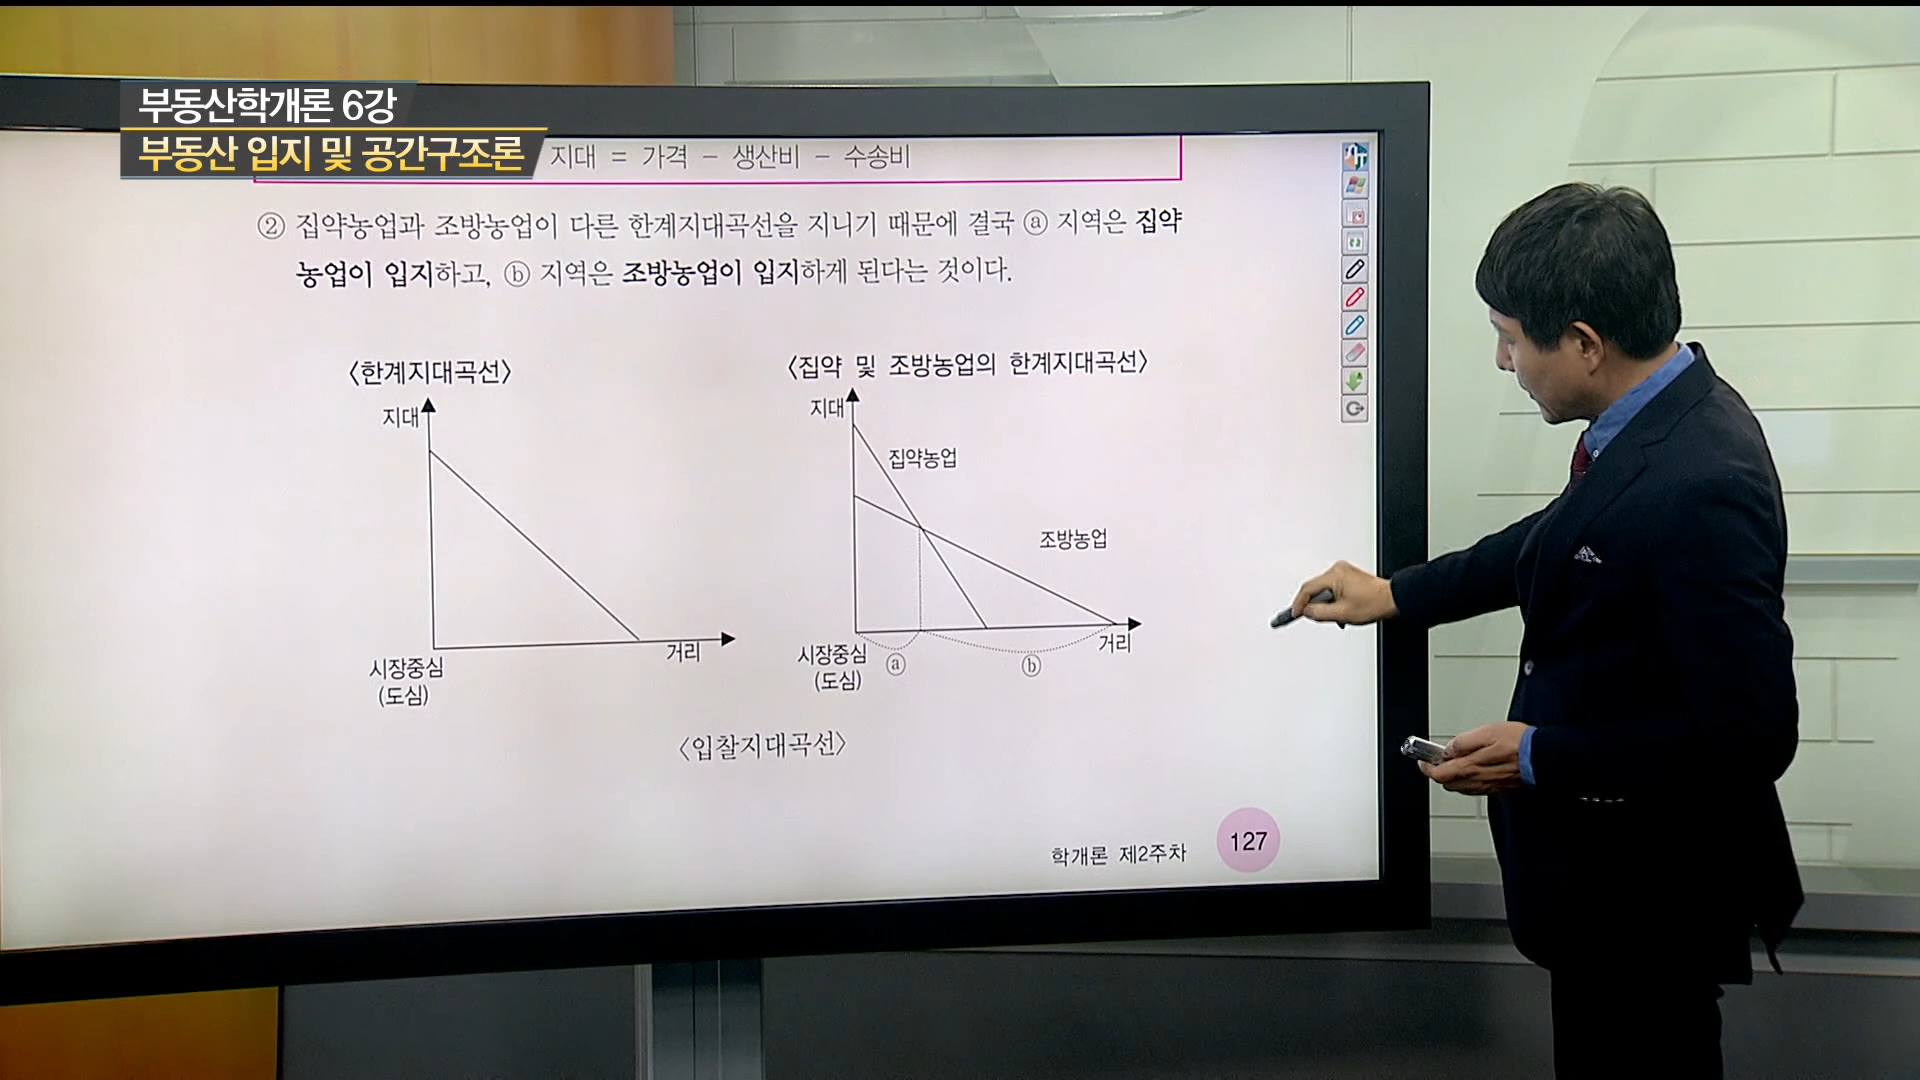 부동산학개론 6강
부동산 입지 및 공간구조론
지대 = 가격 - 생산비 - 수송비
② 집약농업과 조방농업이 다른 한계지대곡선을 지니기 때문에 결국 ⓐ 지역은 집약
농업이 입지하고, ⓑ 지역은 조방농업이 입지하게 된다는 것이다.
〈한계지대곡선〉
지대
거리
시장중심
(도심)
〈집약 및 조방농업의 한계지대곡선〉
지대
집약농업
조방농업
거리
시장중심
(도심)
ⓐ
ⓑ
〈입찰지대곡선〉
학개론 제2주차
127